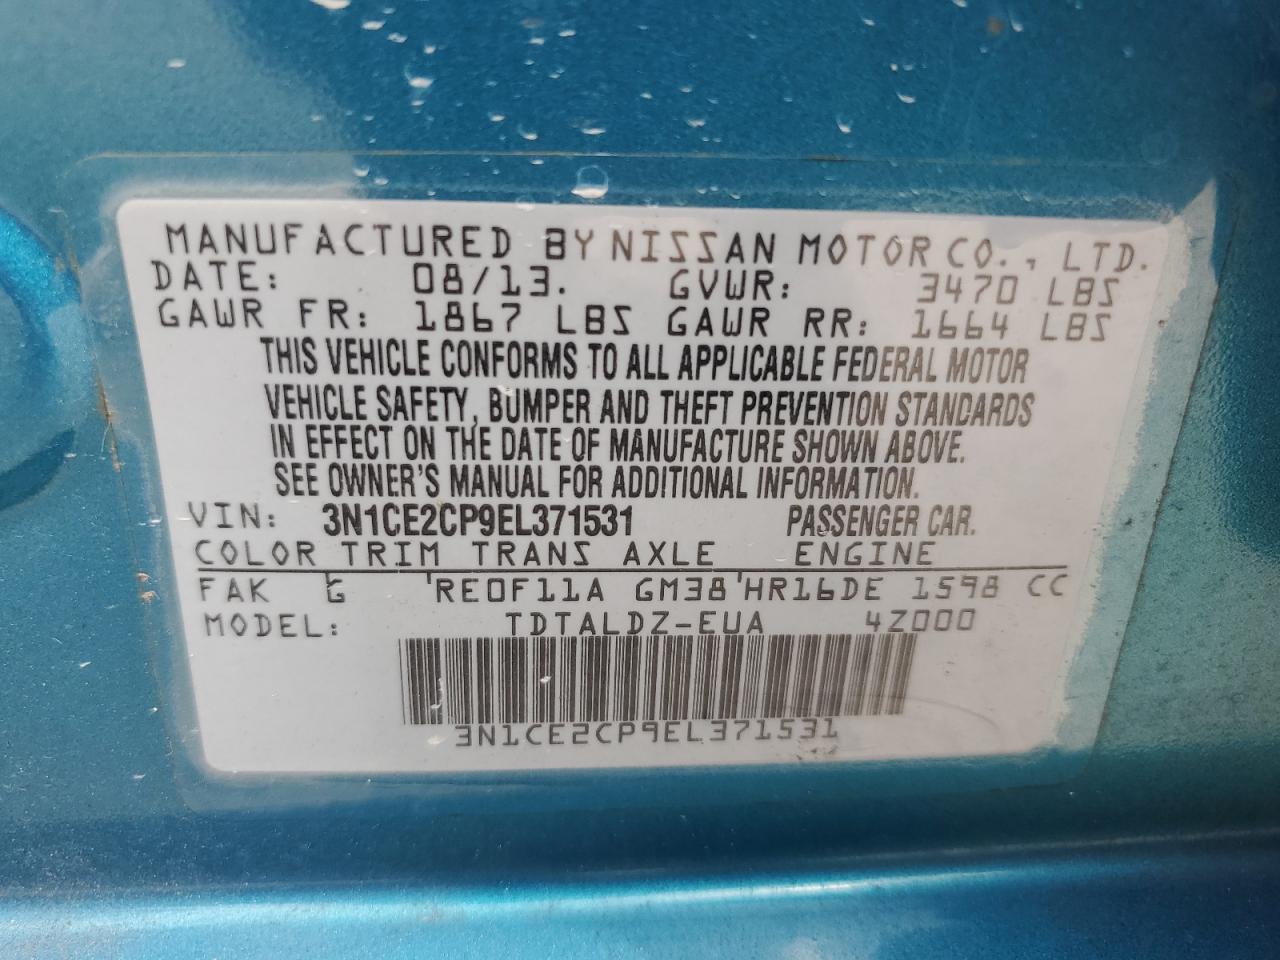 MANUFACTURED BY NISSAN MOTOR CO., LTD.
DATE: 08/13. GVWR: 3470 LBS
GAWR FR: 1867 LBS GAWR RR: 1664 LBS
THIS VEHICLE CONFORMS TO ALL APPLICABLE FEDERAL MOTOR
VEHICLE SAFETY, BUMPER AND THEFT PREVENTION STANDARDS
IN EFFECT ON THE DATE OF MANUFACTURE SHOWN ABOVE.
SEE OWNER'S MANUAL FOR ADDITIONAL INFORMATION.
VIN: 3N1CE2CP9EL371531 PASSENGER CAR.
COLOR TRIM TRANS AXLE ENGINE
FAK G 'RE0F11A GM38'HR16DE 1598 CC
MODEL: TDTALDZ-EUA 4Z000
3N1CE2CP9EL371531